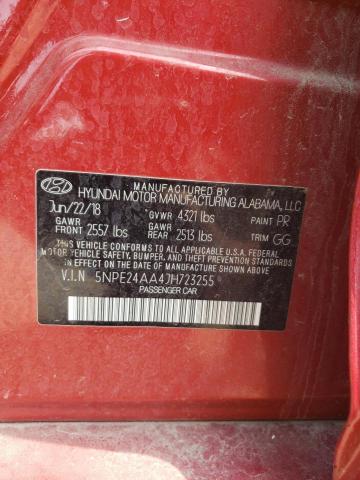 MANUFACTURED BY
HYUNDAI MOTOR MANUFACTURING ALABAMA, LLC
Jun/22/18 GVWR 4321 lbs PAINT PR
GAWR FRONT 2557 lbs GAWR REAR 2513 lbs TRIM GG
THIS VEHICLE CONFORMS TO ALL APPLICABLE U.S.A. FEDERAL
MOTOR VEHICLE SAFETY, BUMPER, AND THEFT PREVENTION
STANDARDS IN EFFECT ON THE DATE OF MANUFACTURE SHOWN ABOVE.
V.I.N 5NPE24AA4JH723255
PASSENGER CAR